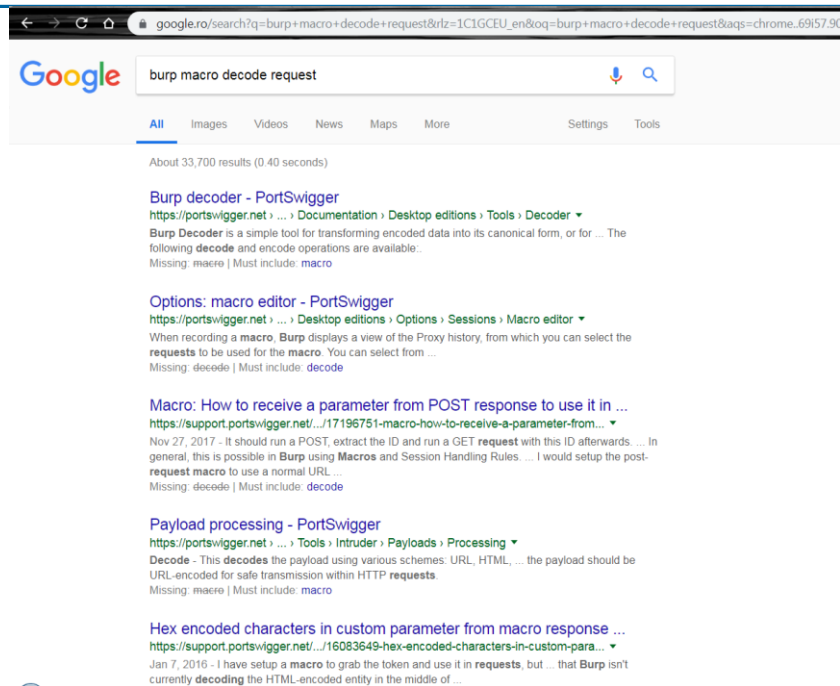 google.ro/search?q=burp+macro+decode+request&rlz=1C1GCEU_en&oq=burp+macro+decode+request&aqs=chrome..69i57.90
Google
burp macro decode request
All Images Videos News Maps More Settings Tools
About 33,700 results (0.40 seconds)
Burp decoder - PortSwigger
https://portswigger.net › ... › Documentation › Desktop editions › Tools › Decoder ▼
Burp Decoder is a simple tool for transforming encoded data into its canonical form, or for ... The
following decode and encode operations are available:.
Missing: macro | Must include: macro
Options: macro editor - PortSwigger
https://portswigger.net › ... › Desktop editions › Options › Sessions › Macro editor ▼
When recording a macro, Burp displays a view of the Proxy history, from which you can select the
requests to be used for the macro. You can select from ...
Missing: decode | Must include: decode
Macro: How to receive a parameter from POST response to use it in ...
https://support.portswigger.net/.../17196751-macro-how-to-receive-a-parameter-from... ▼
Nov 27, 2017 - It should run a POST, extract the ID and run a GET request with this ID afterwards. ... In
general, this is possible in Burp using Macros and Session Handling Rules. ... I would setup the post-
request macro to use a normal URL ...
Missing: decode | Must include: decode
Payload processing - PortSwigger
https://portswigger.net › ... › Tools › Intruder › Payloads › Processing ▼
Decode - This decodes the payload using various schemes: URL, HTML, ... the payload should be
URL-encoded for safe transmission within HTTP requests.
Missing: macro | Must include: macro
Hex encoded characters in custom parameter from macro response ...
https://support.portswigger.net/.../16083649-hex-encoded-characters-in-custom-para... ▼
Jan 7, 2016 - I have setup a macro to grab the token and use it in requests, but ... that Burp isn't
currently decoding the HTML-encoded entity in the middle of ...